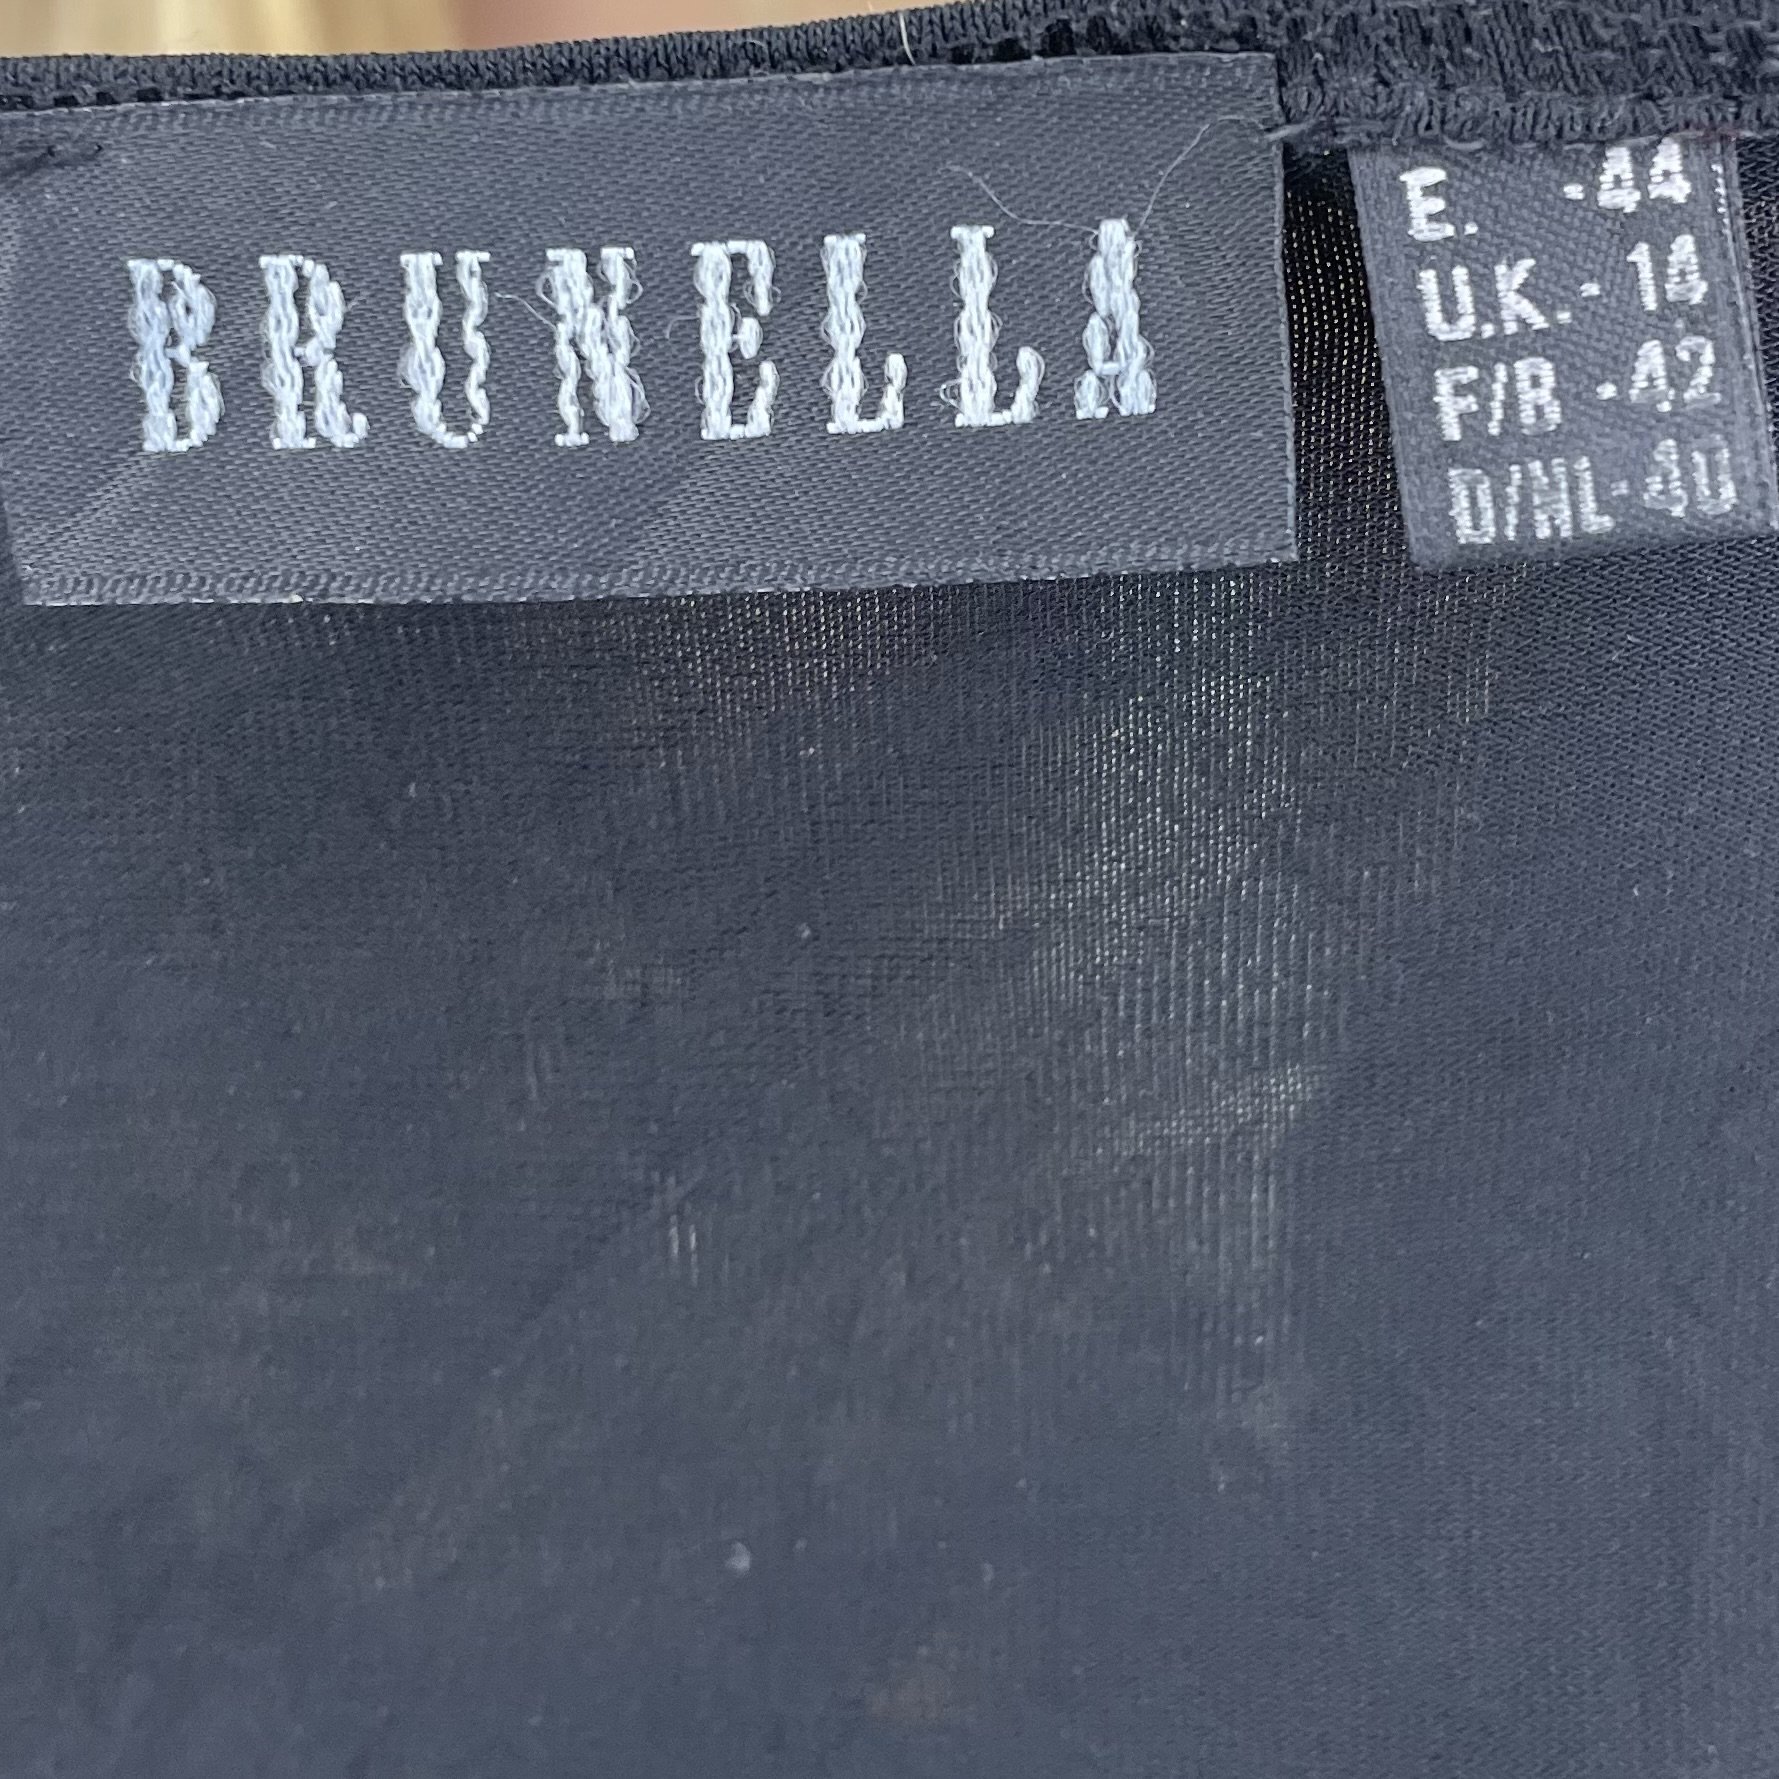 BRUNELLA
E. -44
U.K. - 14
F/B -42
D/NL-40